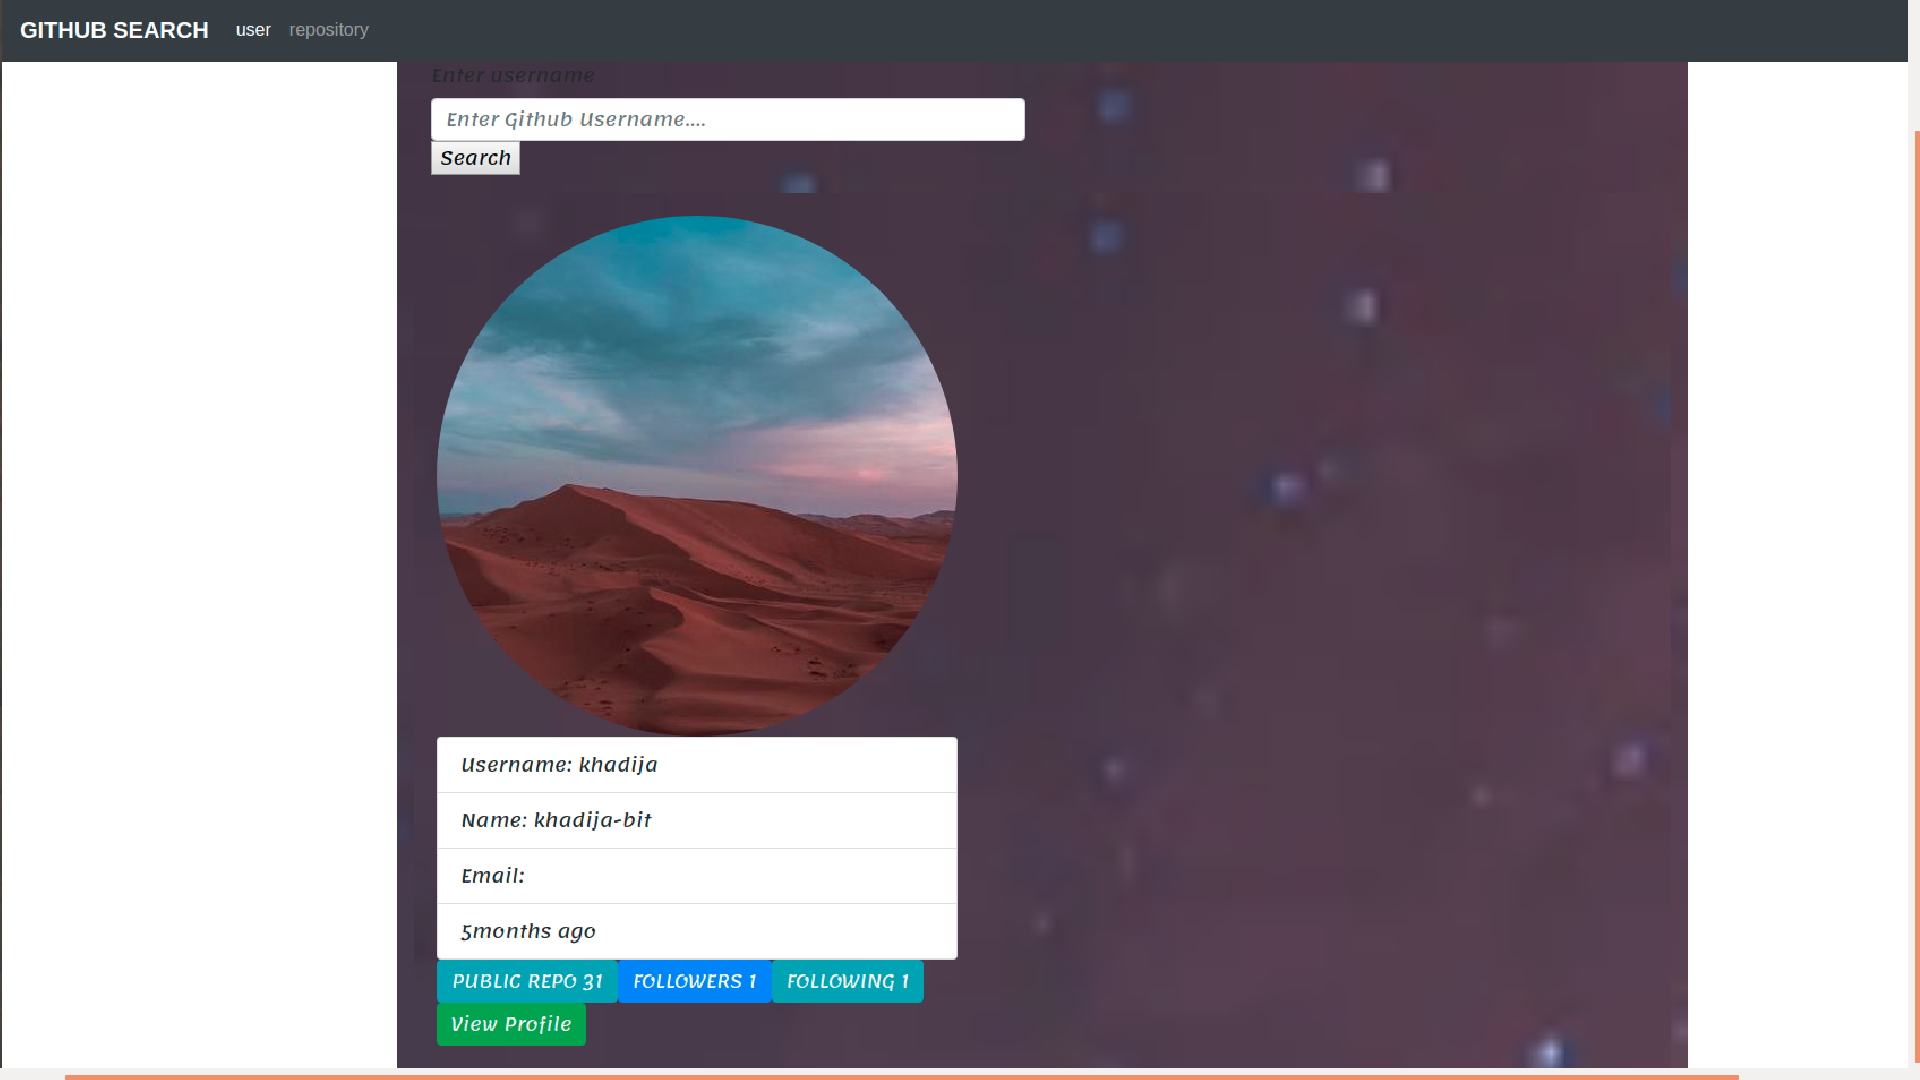 GITHUB SEARCH user repository
Enter username
Enter Github Username....
Search
Username: khadija
Name: khadija-bit
Email:
5months ago
PUBLIC REPO 31 FOLLOWERS 1 FOLLOWING 1
View Profile